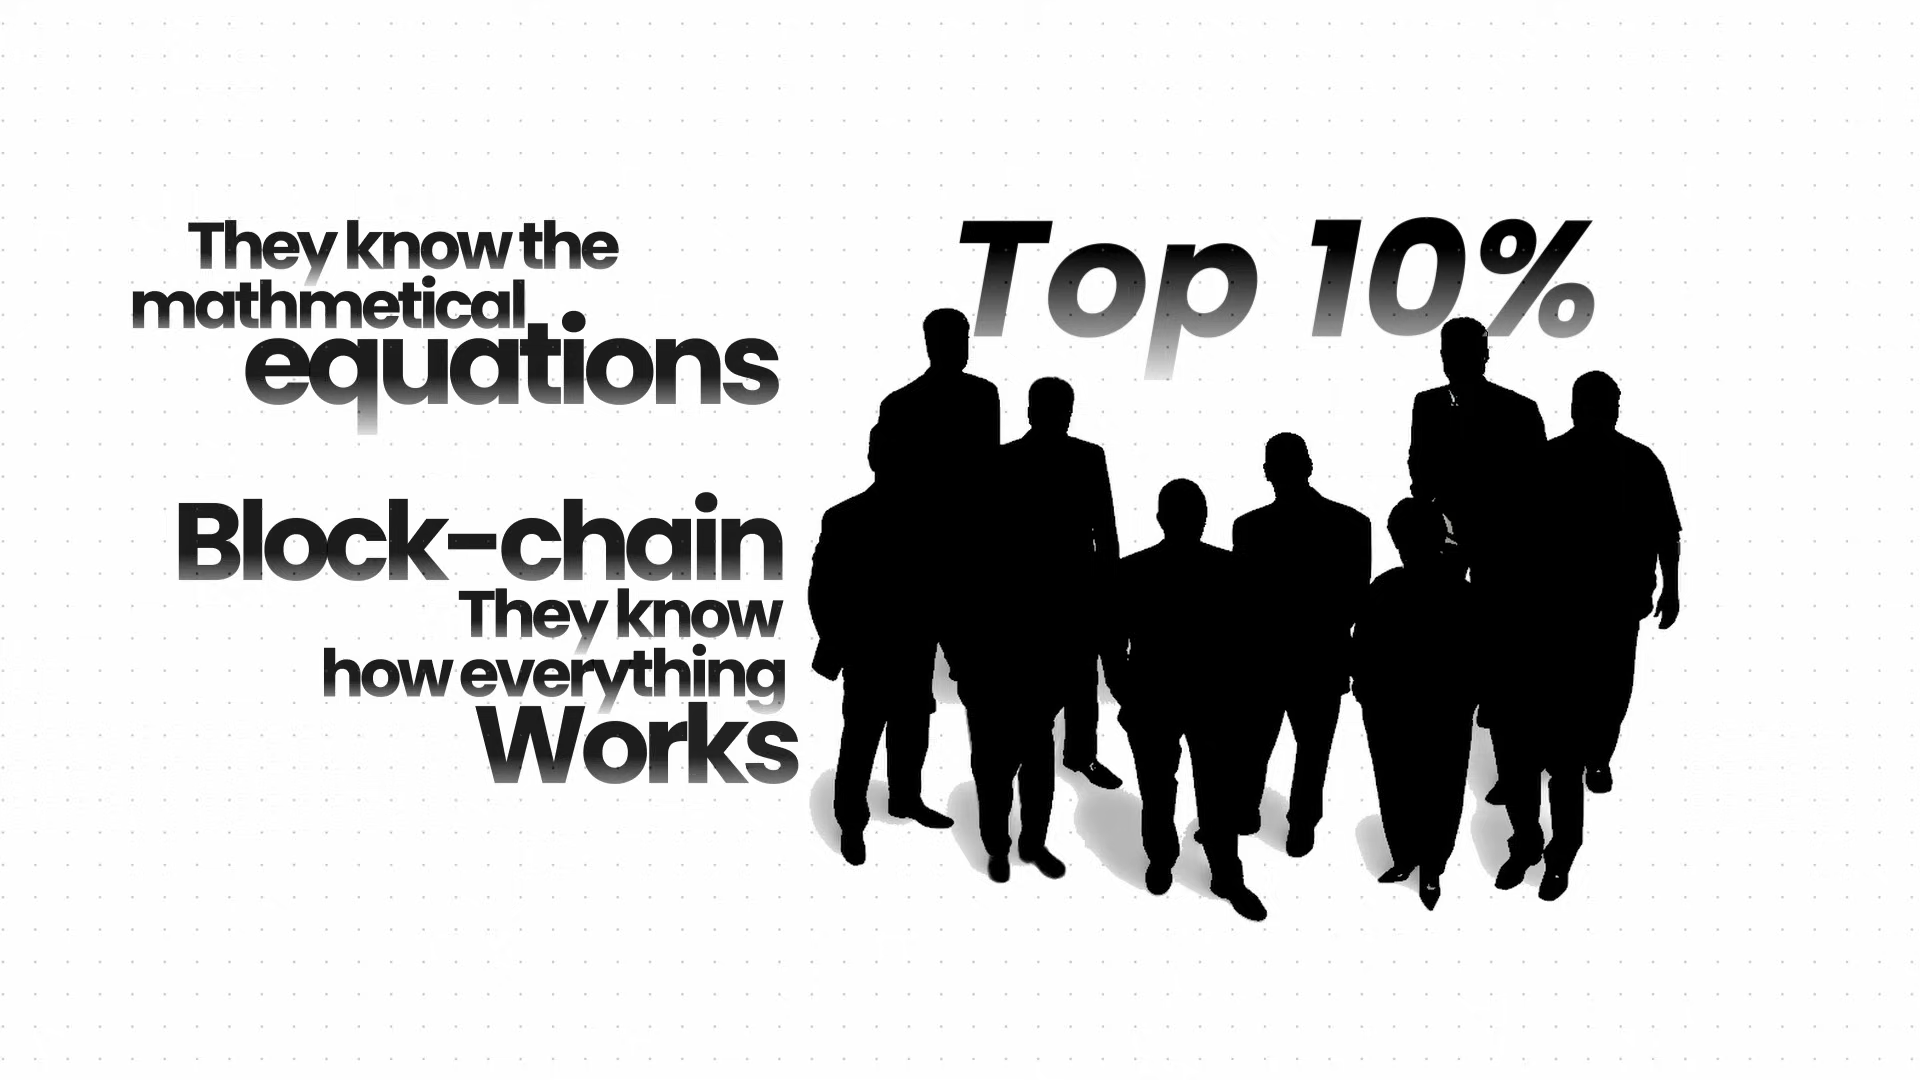 They know the
mathmetical
equations
Block-chain
They know
how everything
Works
Top 10%